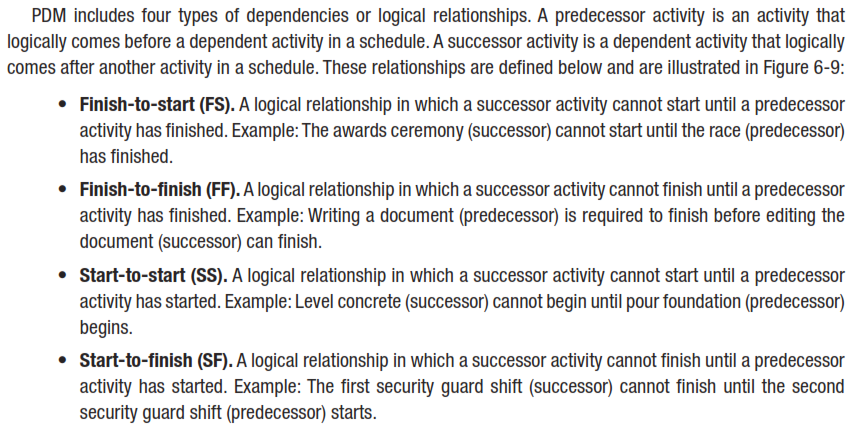 PDM includes four types of dependencies or logical relationships. A predecessor activity is an activity that
logically comes before a dependent activity in a schedule. A successor activity is a dependent activity that logically
comes after another activity in a schedule. These relationships are defined below and are illustrated in Figure 6-9:
• Finish-to-start (FS). A logical relationship in which a successor activity cannot start until a predecessor
activity has finished. Example: The awards ceremony (successor) cannot start until the race (predecessor)
has finished.
• Finish-to-finish (FF). A logical relationship in which a successor activity cannot finish until a predecessor
activity has finished. Example: Writing a document (predecessor) is required to finish before editing the
document (successor) can finish.
• Start-to-start (SS). A logical relationship in which a successor activity cannot start until a predecessor
activity has started. Example: Level concrete (successor) cannot begin until pour foundation (predecessor)
begins.
• Start-to-finish (SF). A logical relationship in which a successor activity cannot finish until a predecessor
activity has started. Example: The first security guard shift (successor) cannot finish until the second
security guard shift (predecessor) starts.